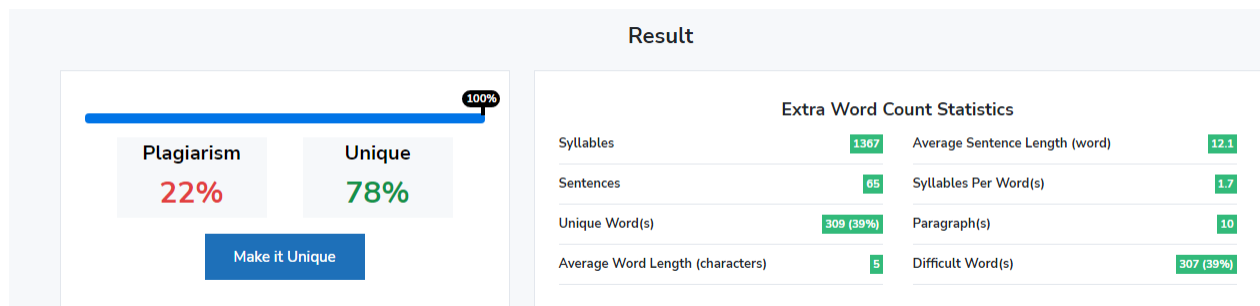 Result
100%
Plagiarism
22%
Unique
78%
Make it Unique
Extra Word Count Statistics
Syllables 1367
Average Sentence Length (word) 12.1
Sentences 65
Syllables Per Word(s) 1.7
Unique Word(s) 309 (39%)
Paragraph(s) 10
Average Word Length (characters) 5
Difficult Word(s) 307 (39%)